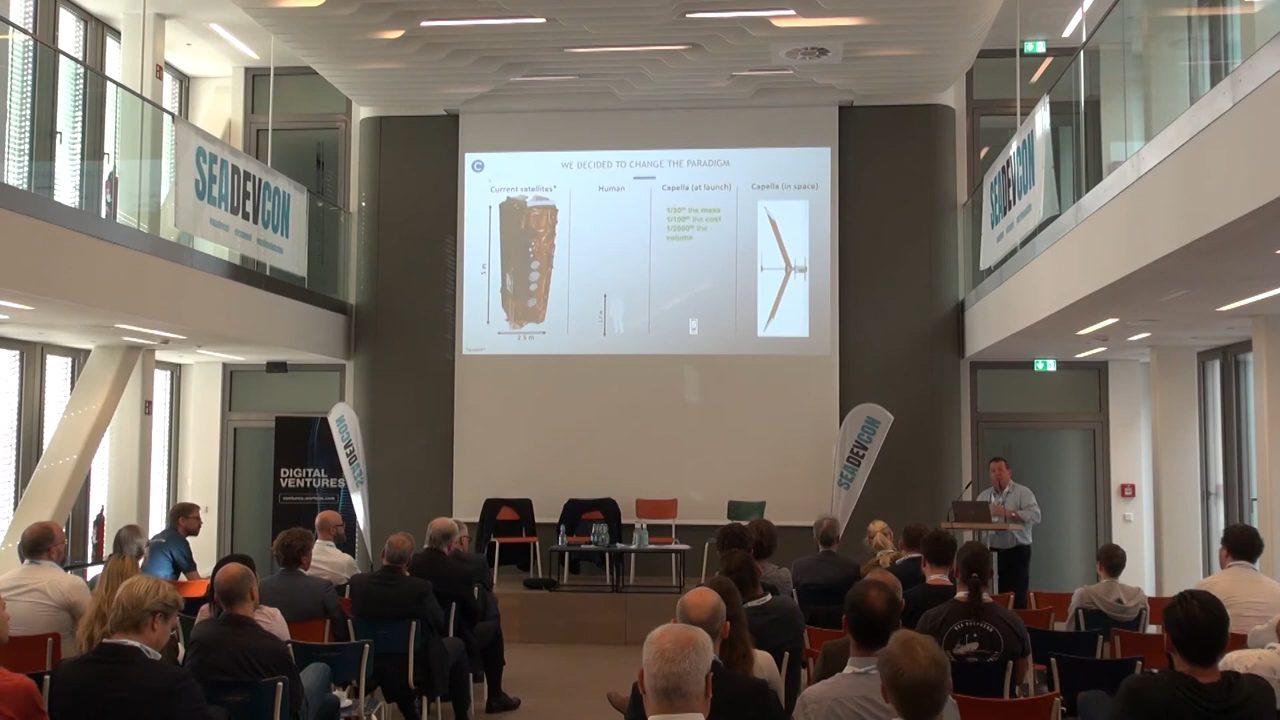 WE DECIDED TO CHANGE THE PARADIGM
Current satellites*
Human
Capella (at launch)
Capella (in space)
1/20th the mass
1/100th the cost
1/2000th the
volume
5 m
2.5 m
SEADEVCON
SEADEVCON
DIGITAL
VENTURES
SEADEVCON
SEADEVCON